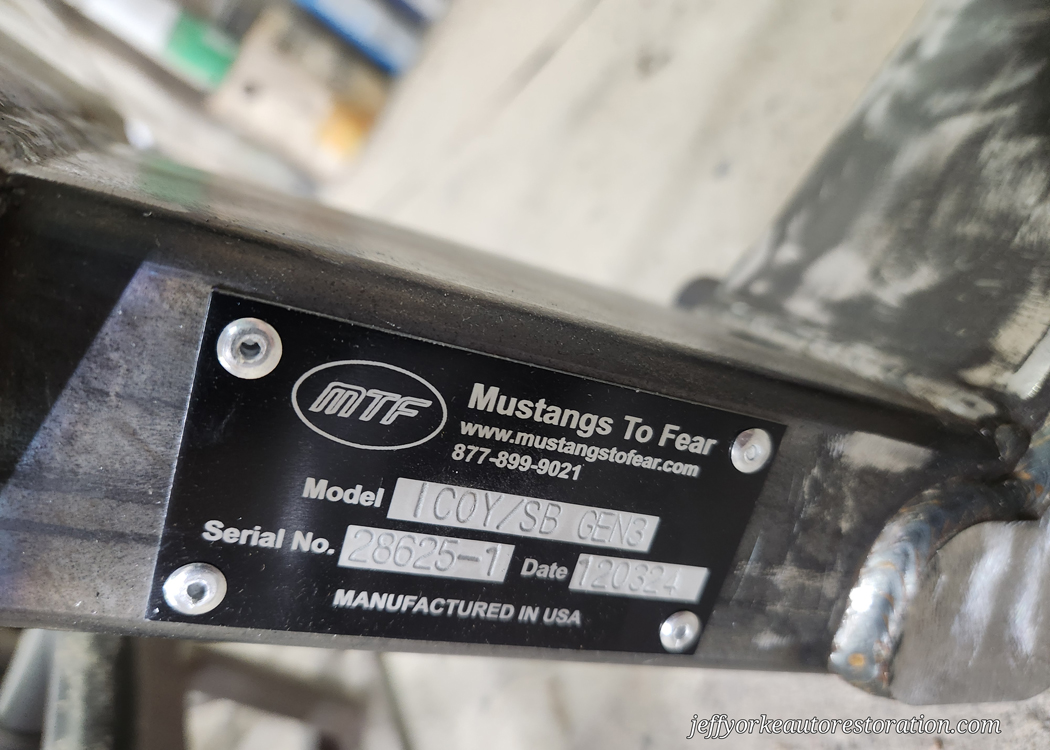 MTF
Mustangs To Fear
www.mustangstofear.com
877-899-9021
Model 1C0Y/SB GEN3
Serial No. 28625-1 Date 120324
MANUFACTURED IN USA
jeffyorkeautorestoration.com